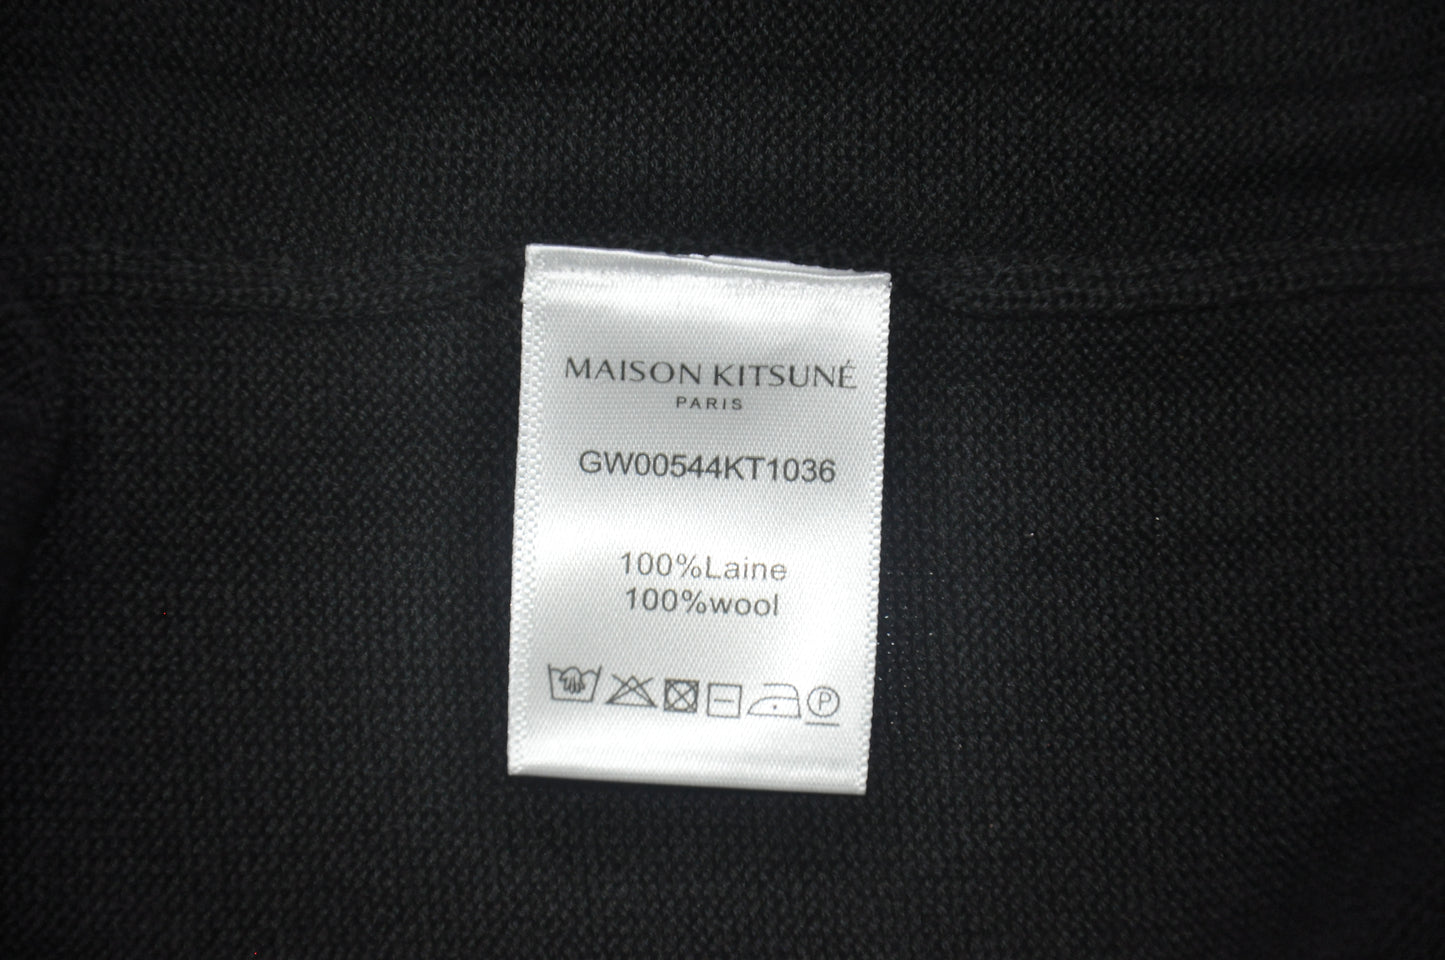 MAISON KITSUNÉ
PARIS
GW00544KT1036
100%Laine
100%wool
P